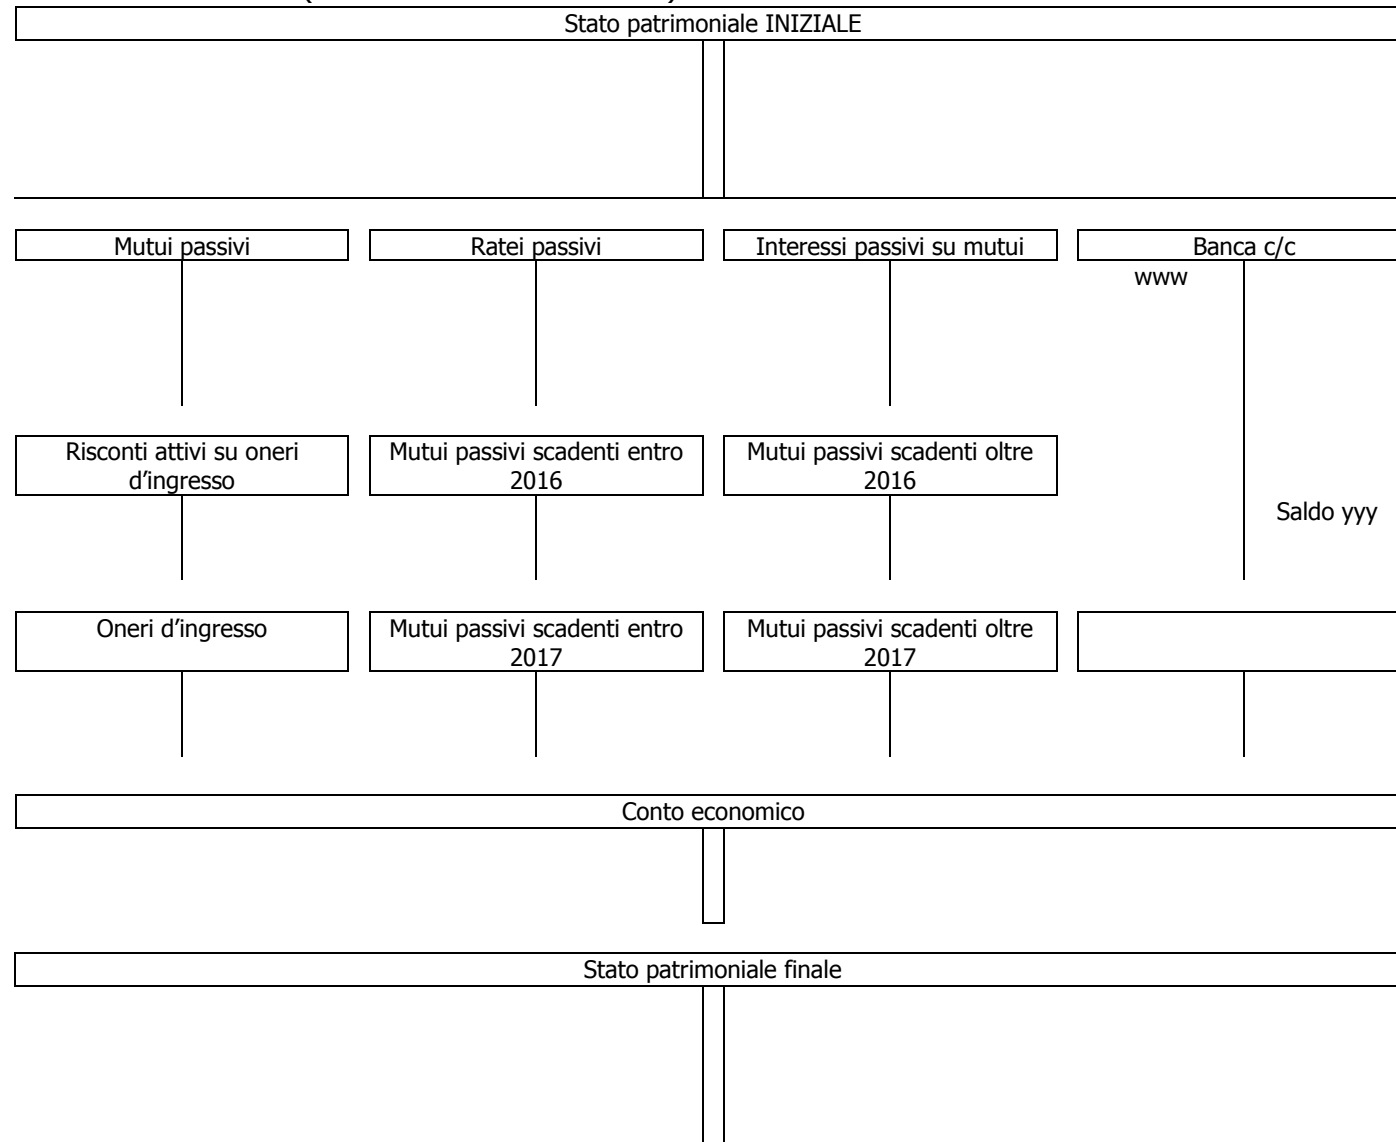 Stato patrimoniale INIZIALE
Mutui passivi
Ratei passivi
Interessi passivi su mutui
Banca c/c
www
Risconti attivi su oneri
d’ingresso
Mutui passivi scadenti entro
2016
Mutui passivi scadenti oltre
2016
Saldo yyy
Oneri d’ingresso
Mutui passivi scadenti entro
2017
Mutui passivi scadenti oltre
2017
Conto economico
Stato patrimoniale finale